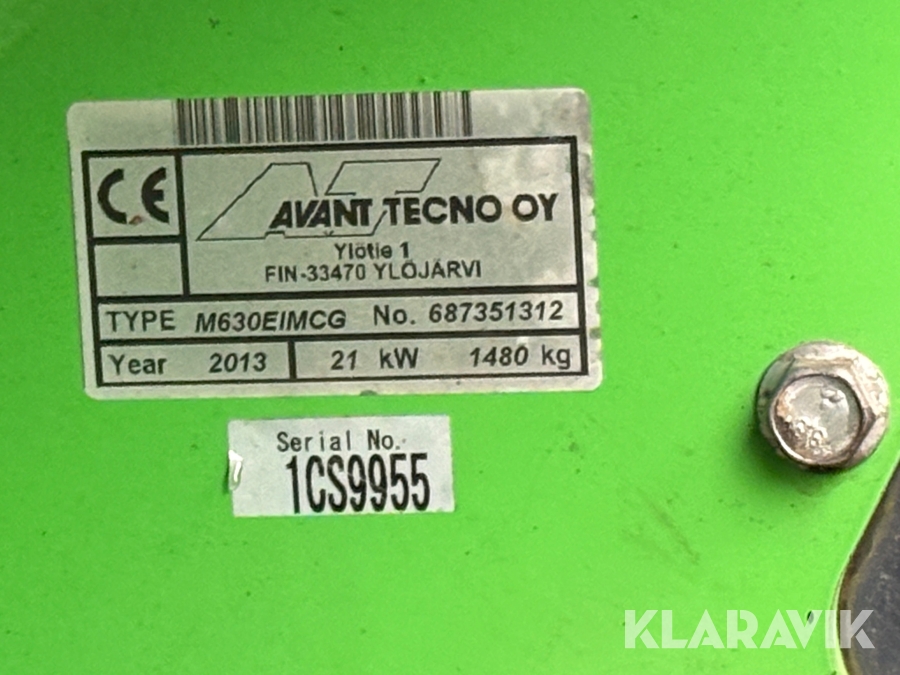 CE
AVANT TECNO OY
Ylötie 1
FIN-33470 YLÖJÄRVI
TYPE M630EIMCG No. 687351312
Year 2013 21 kW 1480 kg
Serial No.
1CS9955
KLARAVIK